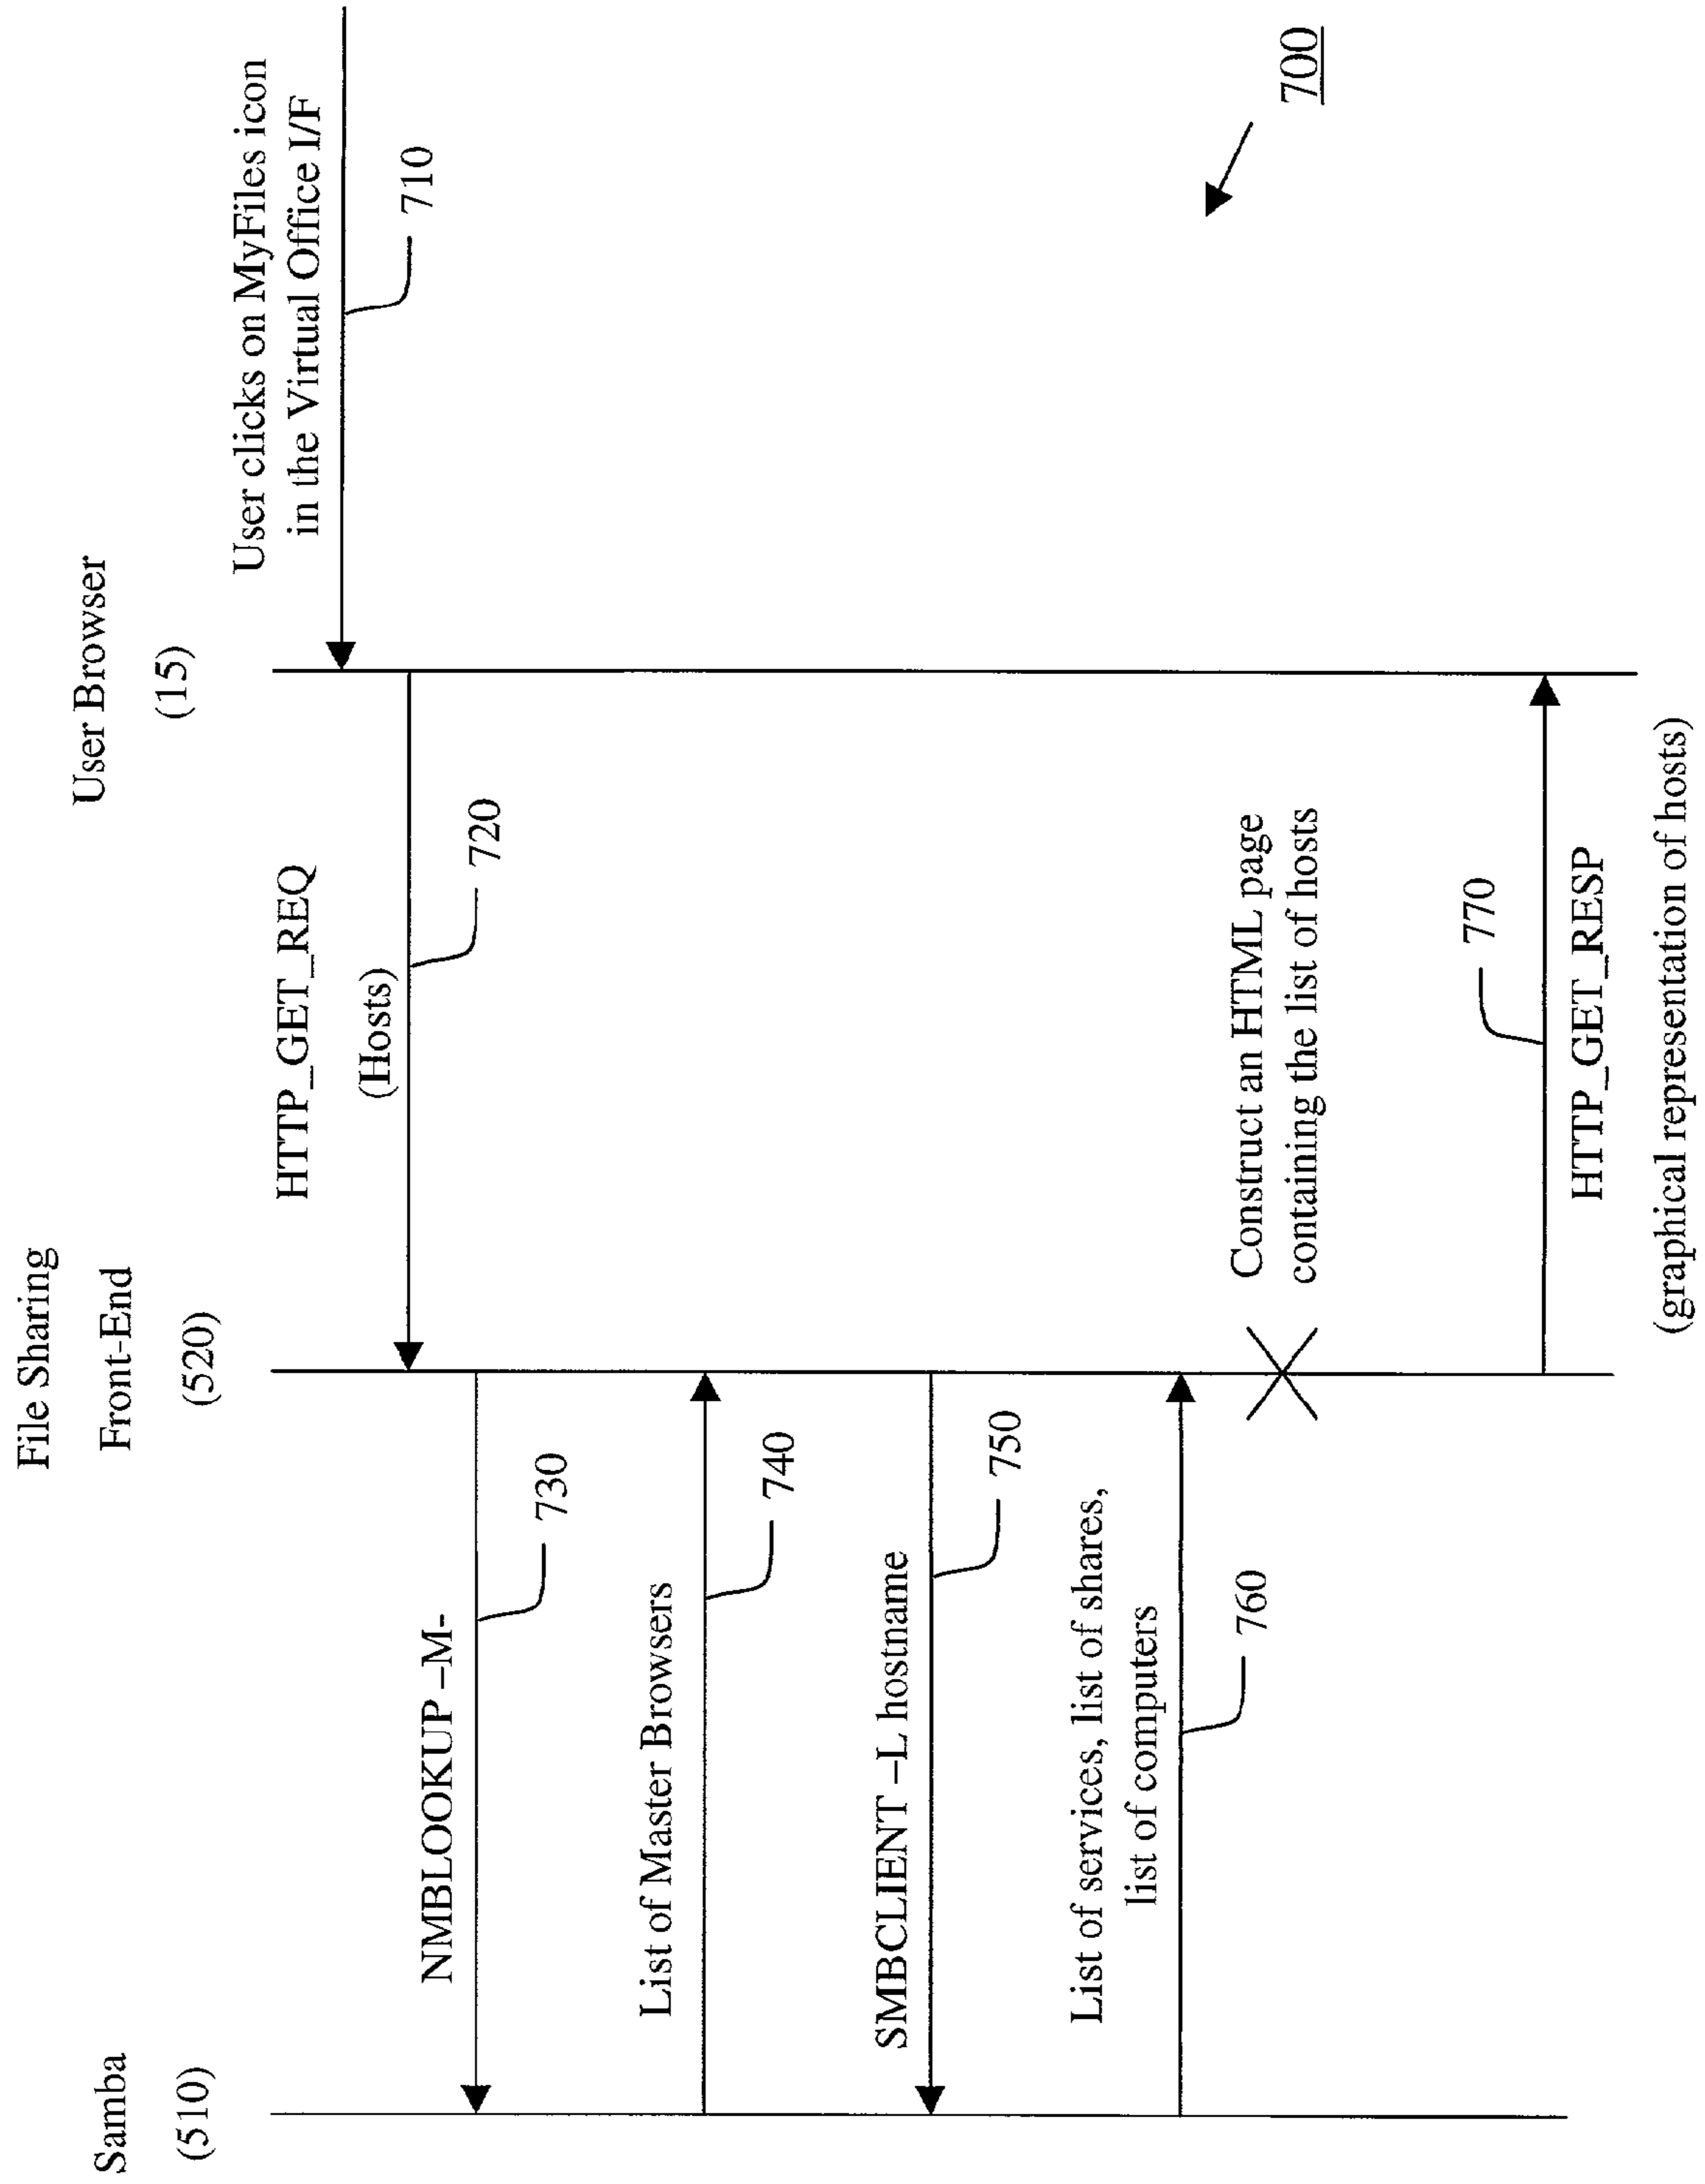 Samba
(510)
File Sharing
Front-End
(520)
User Browser
(15)
User clicks on MyFiles icon
in the Virtual Office I/F
710
HTTP_GET_REQ
(Hosts)
720
NMBLOOKUP –M-
730
List of Master Browsers
740
SMBCLIENT –L hostname
750
List of services, list of shares,
list of computers
760
Construct an HTML page
containing the list of hosts
770
HTTP_GET_RESP
(graphical representation of hosts)
700